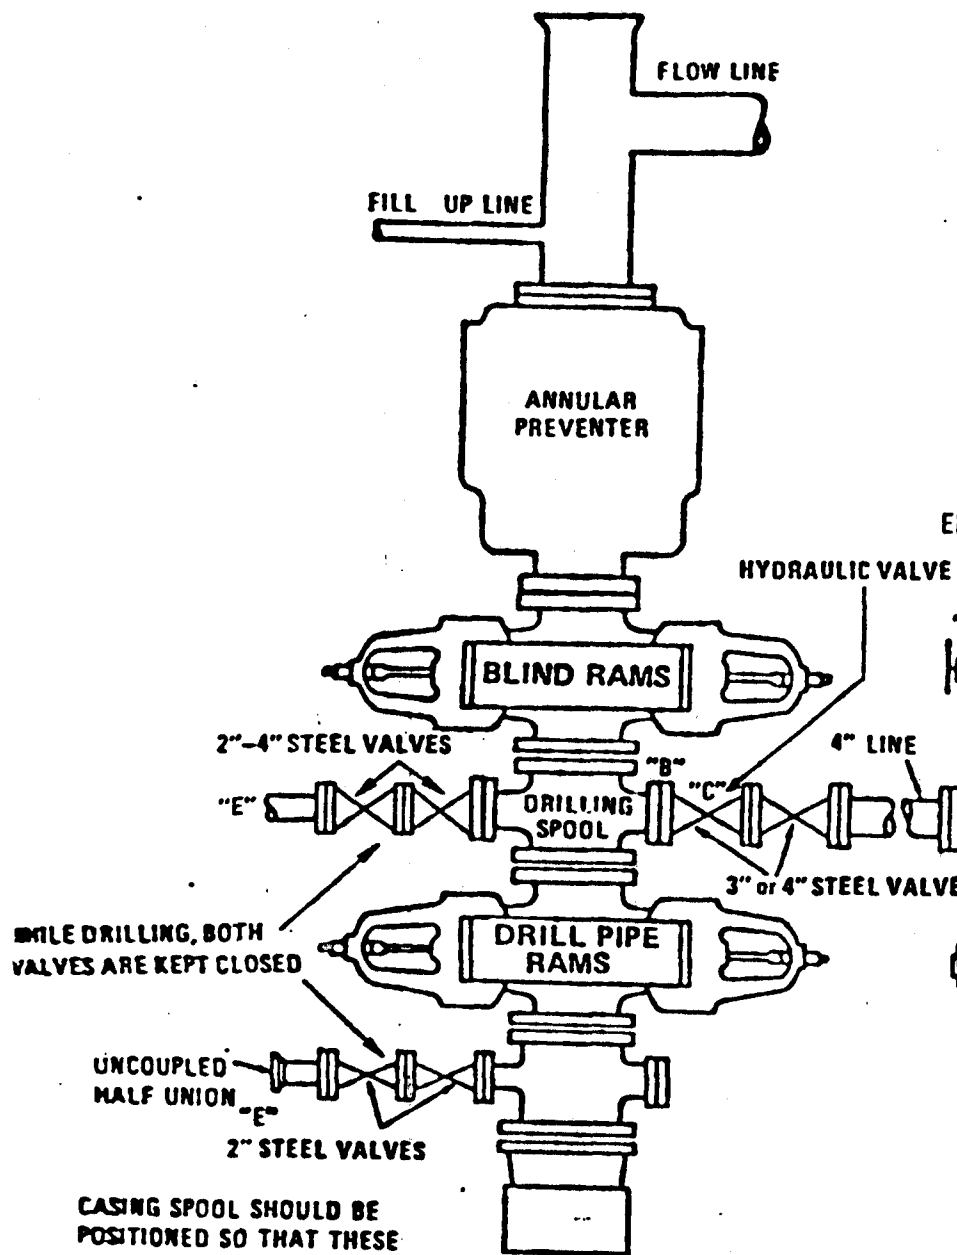 FLOW LINE
FILL UP LINE
ANNULAR
PREVENTER
HYDRAULIC VALVE
BLIND RAMS
2"-4" STEEL VALVES
4" LINE
"B"
"C"
"E"
DRILLING
SPOOL
3" or 4" STEEL VALVE
DRILL PIPE
RAMS
WHILE DRILLING, BOTH
VALVES ARE KEPT CLOSED
UNCOUPLED
HALF UNION
"E"
2" STEEL VALVES
CASING SPOOL SHOULD BE
POSITIONED SO THAT THESE